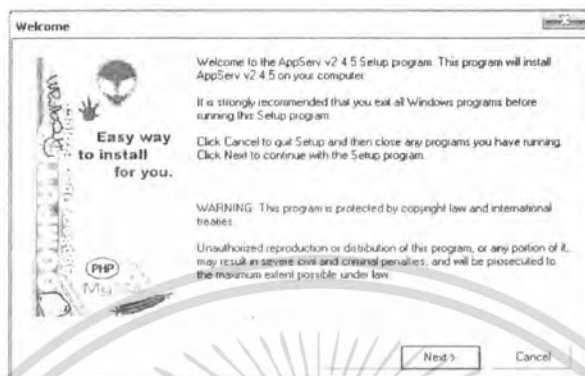 Welcome
Welcome to the AppServ v2.4.5 Setup program. This program will install
AppServ v2.4.5 on your computer.
It is strongly recommended that you exit all Windows programs before
running this Setup program.
Click Cancel to quit Setup and then close any programs you have running.
Click Next to continue with the Setup program.
WARNING: This program is protected by copyright law and international
treaties.
Unauthorized reproduction or distribution of this program, or any portion of it,
may result in severe civil and criminal penalties, and will be prosecuted to
the maximum extent possible under law.
Program
Easy way
to install
for you.
PHP
My
Next >
Cancel